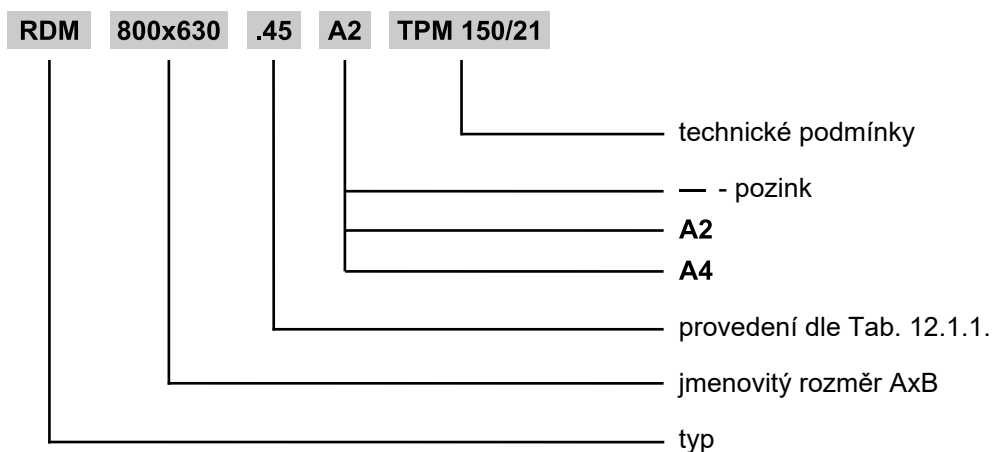 RDM 800x630 .45 A2 TPM 150/21
technické podmínky
— - pozink
A2
A4
provedení dle Tab. 12.1.1.
jmenovitý rozměr AxB
typ